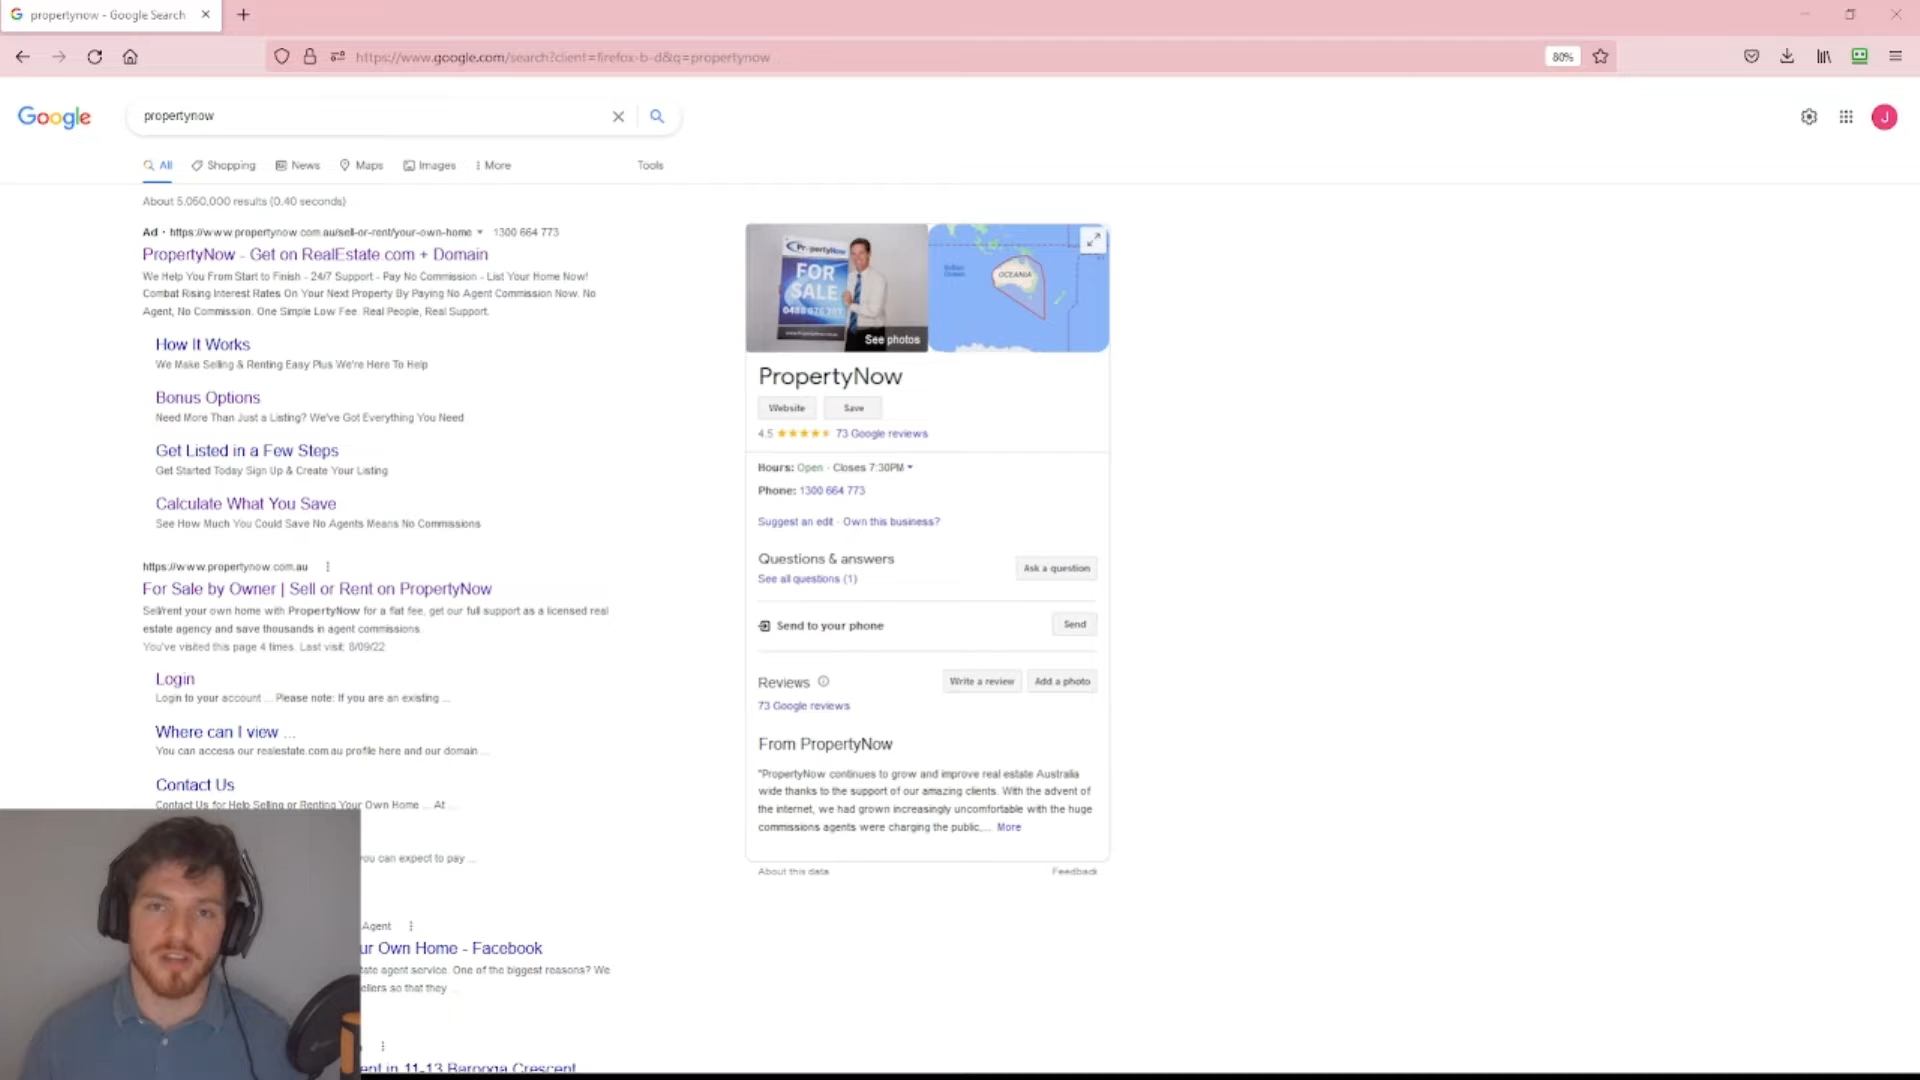 propertynow - Google Search
https://www.google.com/search?client=firefox-b-d&q=propertynow
80%
Google
propertynow
J
All
Shopping
News
Maps
Images
More
Tools
About 5,050,000 results (0.40 seconds)
Ad · https://www.propertynow.com.au/sell-or-rent/your-own-home 1300 664 773
PropertyNow - Get on RealEstate com + Domain
We Help You From Start to Finish - 24/7 Support - Pay No Commission - List Your Home Now!
Combat Rising Interest Rates On Your Next Property By Paying No Agent Commission Now. No
Agent, No Commission. One Simple Low Fee. Real People, Real Support.
How It Works
We Make Selling & Renting Easy Plus We're Here To Help
Bonus Options
Need More Than Just a Listing? We've Got Everything You Need
Get Listed in a Few Steps
Get Started Today Sign Up & Create Your Listing
Calculate What You Save
See How Much You Could Save No Agents Means No Commissions
https://www.propertynow.com.au
For Sale by Owner | Sell or Rent on PropertyNow
Sell/rent your own home with PropertyNow for a flat fee, get our full support as a licensed real
estate agency and save thousands in agent commissions.
You've visited this page 4 times. Last visit: 8/09/22
Login
Login to your account ... Please note: If you are an existing ...
Where can I view ...
You can access our realestate.com.au profile here and our domain ...
Contact Us
Contact Us for Help Selling or Renting Your Own Home ... At ...
you can expect to pay ...
Agent
ur Own Home - Facebook
tate agent service. One of the biggest reasons? We
ellers so that they ...
ent in 11-13 Barooga Crescent
PropertyNow
FOR
SALE
See photos
OCEANIA
PropertyNow
Website
Save
4.5 73 Google reviews
Hours: Open · Closes 7:30PM
Phone: 1300 664 773
Suggest an edit · Own this business?
Questions & answers
See all questions (1)
Ask a question
Send to your phone
Send
Reviews
Write a review
Add a photo
73 Google reviews
From PropertyNow
"PropertyNow continues to grow and improve real estate Australia
wide thanks to the support of our amazing clients. With the advent of
the internet, we had grown increasingly uncomfortable with the huge
commissions agents were charging the public,... More
About this data
Feedback